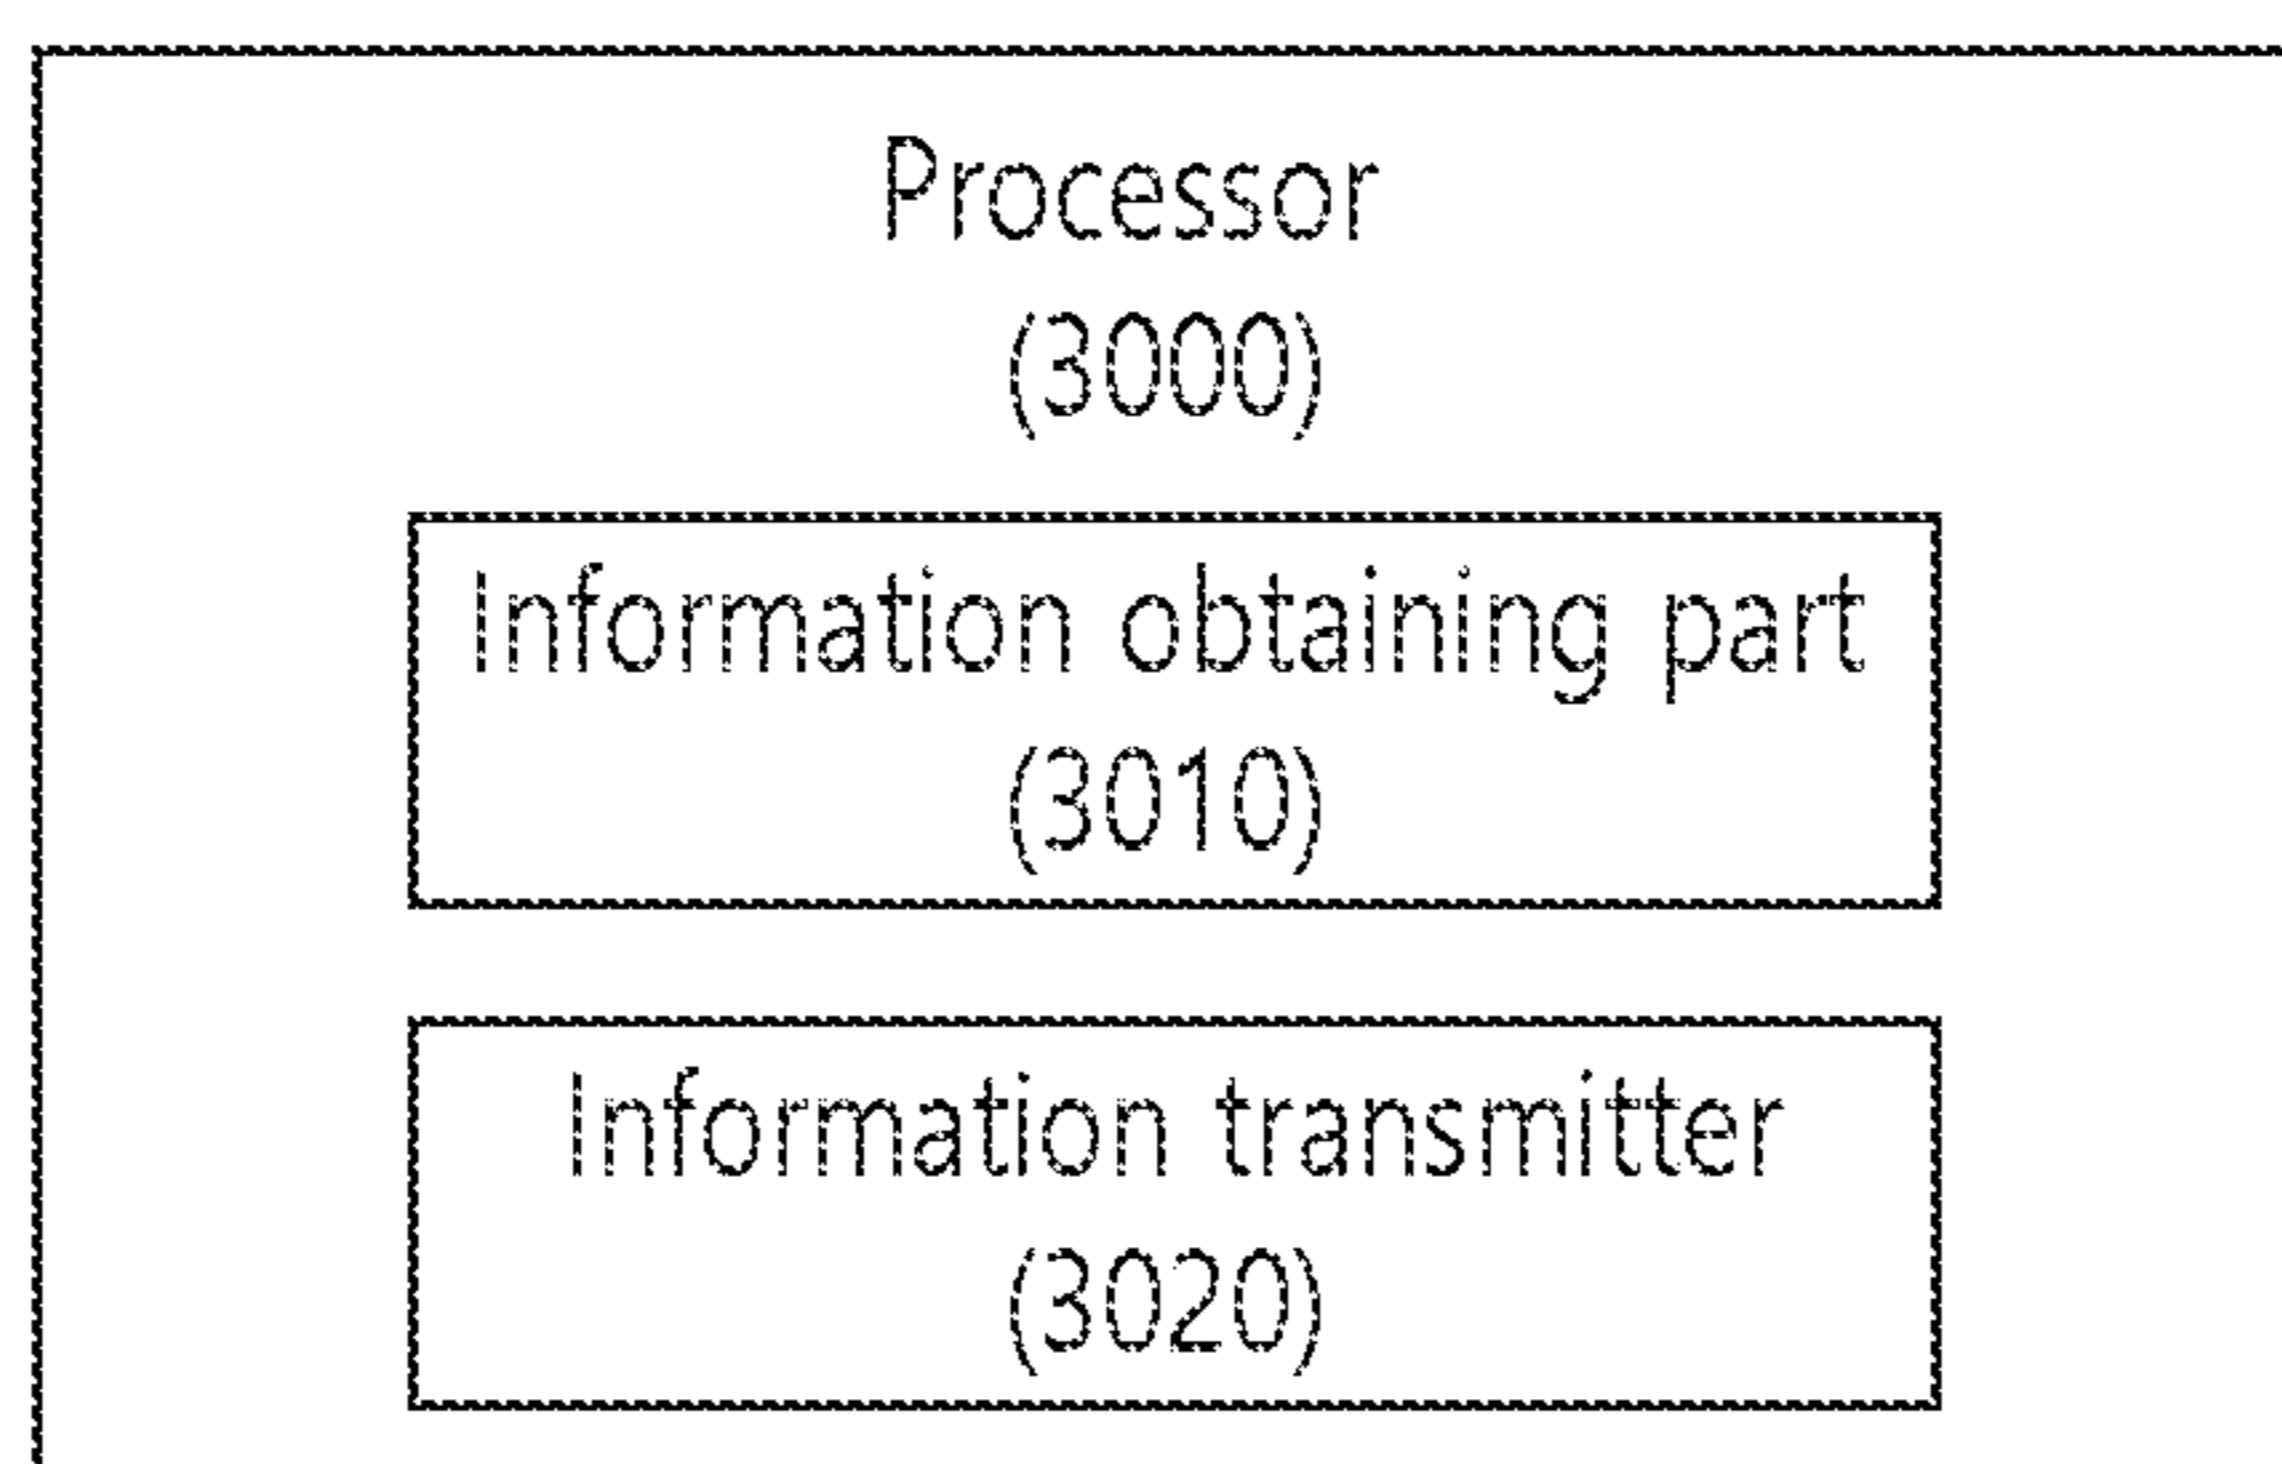 Processor
(3000)
Information obtaining part
(3010)
Information transmitter
(3020)